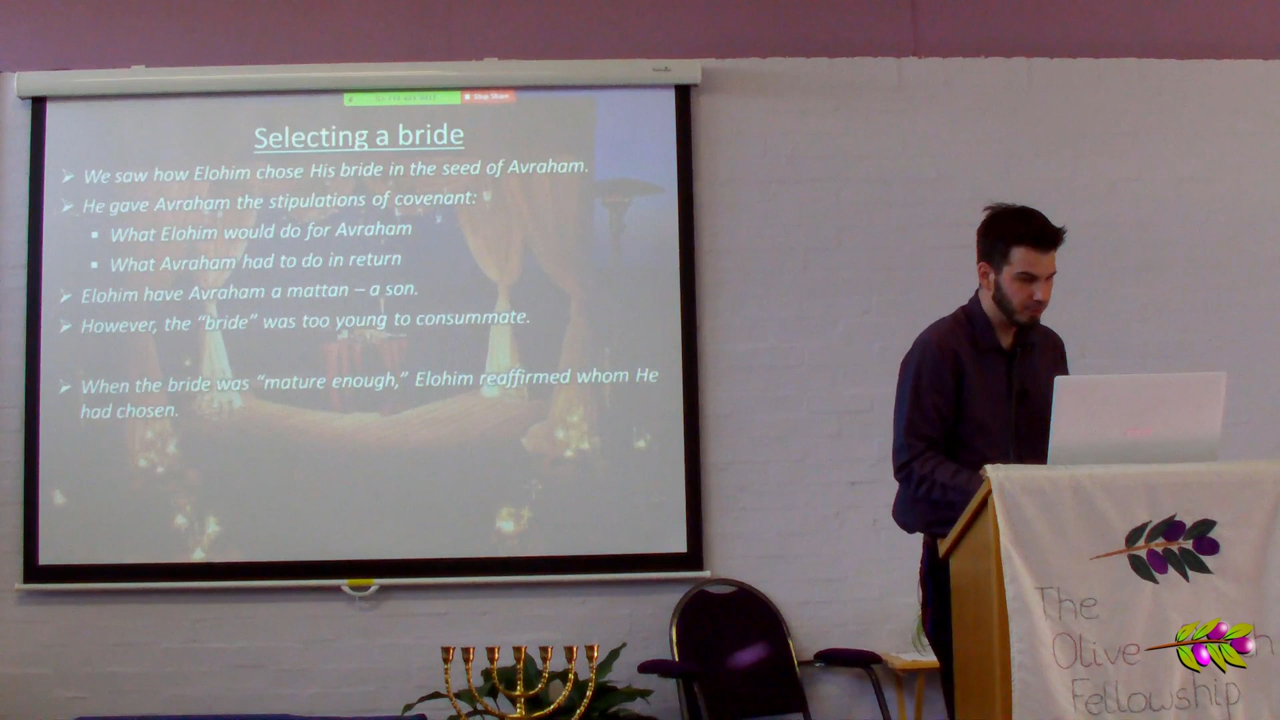 Stop Share
Selecting a bride
We saw how Elohim chose His bride in the seed of Avraham.
He gave Avraham the stipulations of covenant:
What Elohim would do for Avraham
What Avraham had to do in return
Elohim have Avraham a mattan – a son.
However, the “bride” was too young to consummate.
When the bride was “mature enough,” Elohim reaffirmed whom He
had chosen.
The
Olive
Fellowship